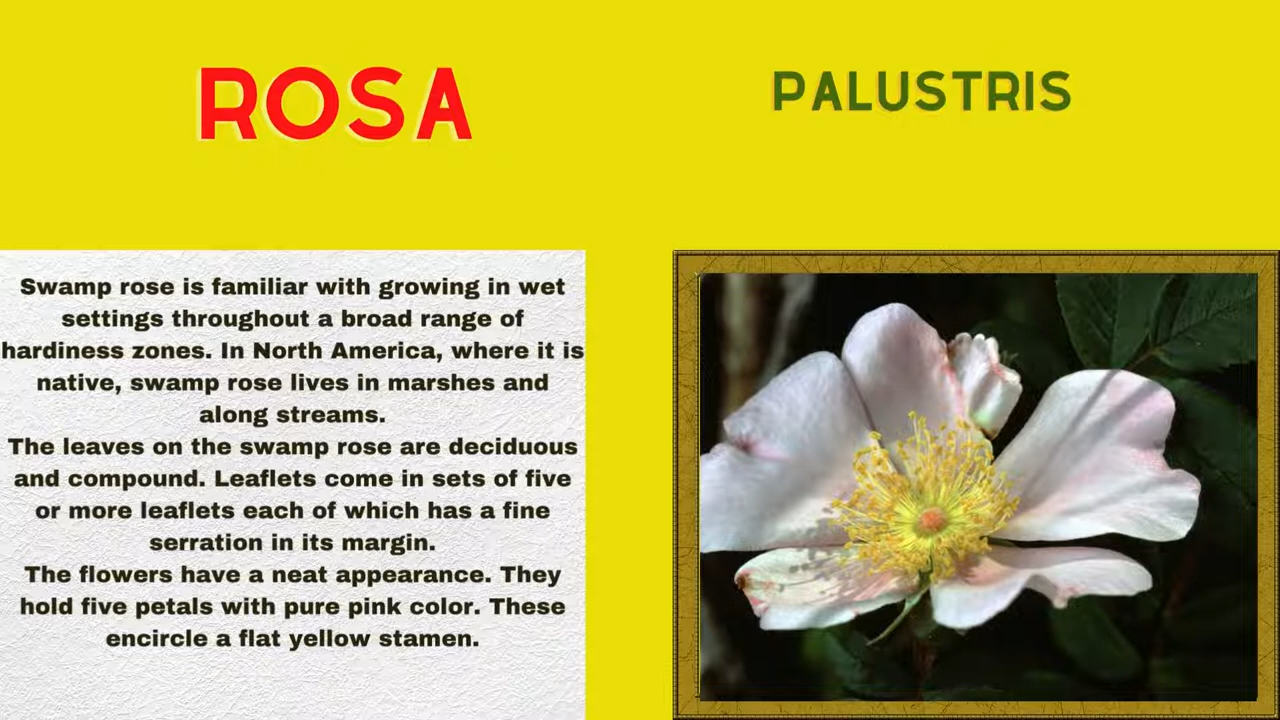 ROSA
PALUSTRIS
Swamp rose is familiar with growing in wet
settings throughout a broad range of
hardiness zones. In North America, where it is
native, swamp rose lives in marshes and
along streams.
The leaves on the swamp rose are deciduous
and compound. Leaflets come in sets of five
or more leaflets each of which has a fine
serration in its margin.
The flowers have a neat appearance. They
hold five petals with pure pink color. These
encircle a flat yellow stamen.